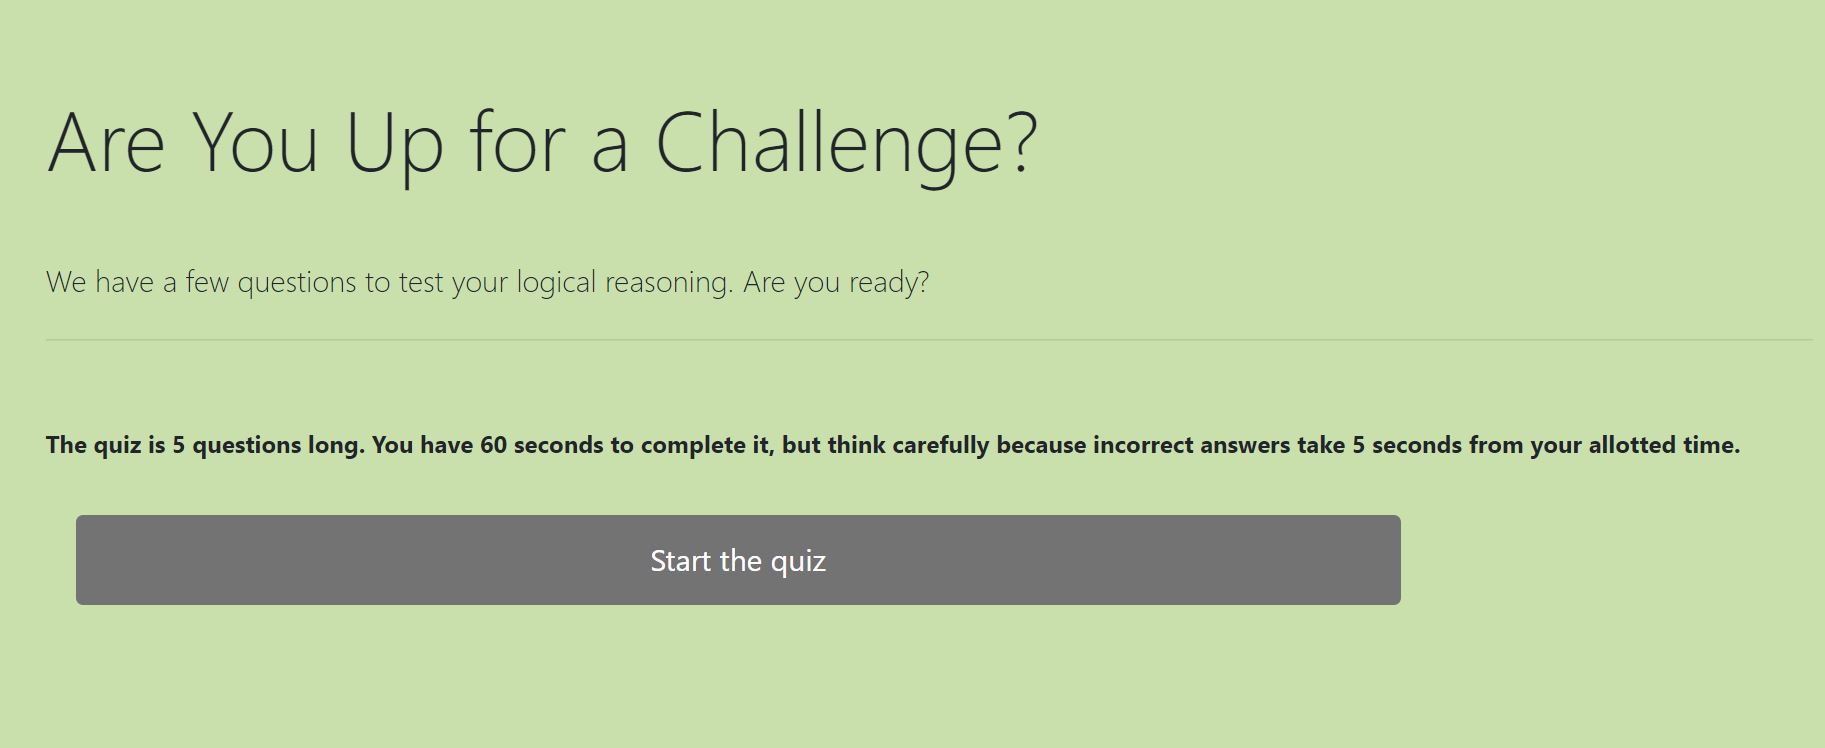 Are You Up for a Challenge?
We have a few questions to test your logical reasoning. Are you ready?
The quiz is 5 questions long. You have 60 seconds to complete it, but think carefully because incorrect answers take 5 seconds from your allotted time.
Start the quiz